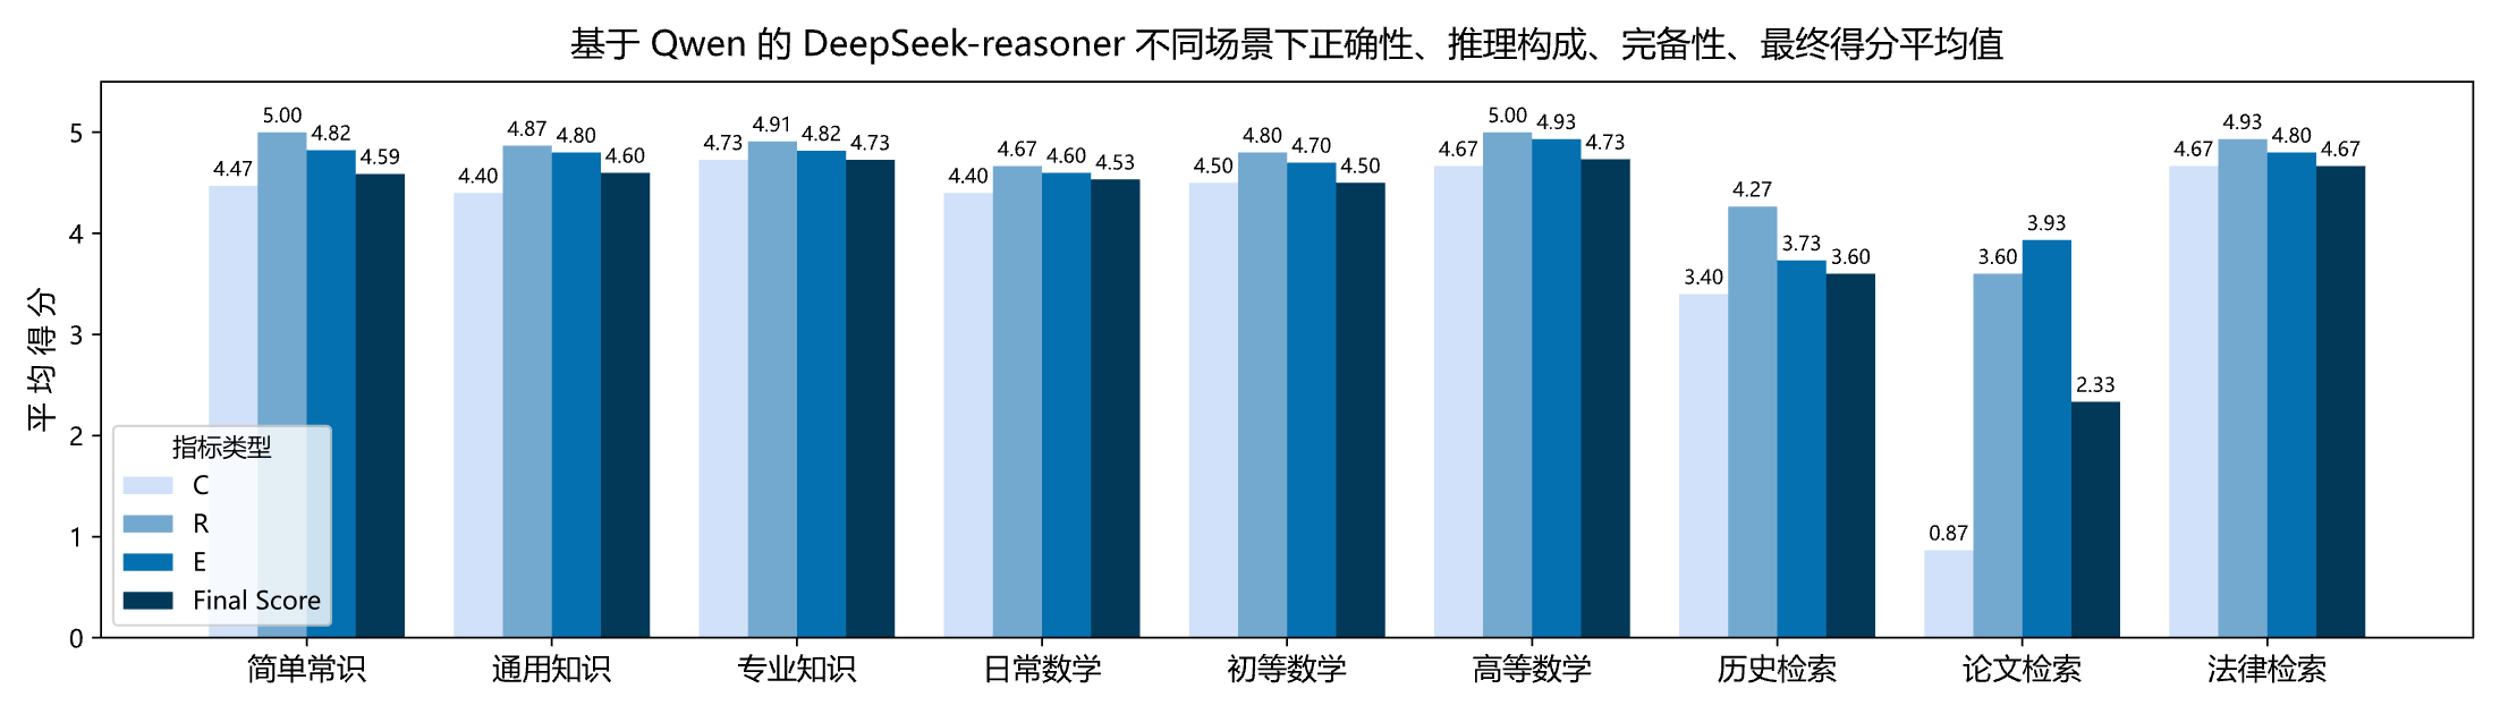 基于 Qwen 的 DeepSeek-reasoner 不同场景下正确性、推理构成、完备性、最终得分平均值
平均得分
5
4
3
2
1
0
4.47 5.00 4.82 4.59
4.40 4.87 4.80 4.60
4.73 4.91 4.82 4.73
4.40 4.67 4.60 4.53
4.50 4.80 4.70 4.50
4.67 5.00 4.93 4.73
3.40 4.27 3.73 3.60
0.87 3.60 3.93 2.33
4.67 4.93 4.80 4.67
指标类型
C
R
E
Final Score
简单常识 通用知识 专业知识 日常数学 初等数学 高等数学 历史检索 论文检索 法律检索